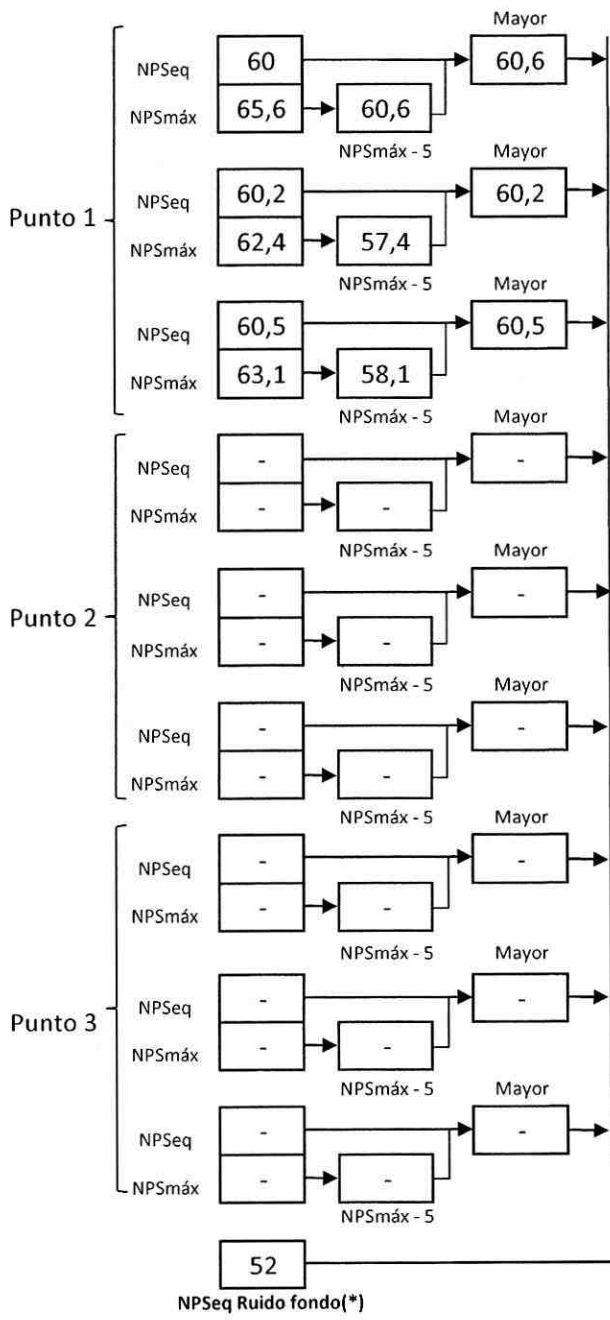 Mayor
NPSeq 60 60,6
NPSmáx 65,6 60,6
NPSmáx - 5
Mayor
NPSeq 60,2 60,2
Punto 1
NPSmáx 62,4 57,4
NPSmáx - 5
Mayor
NPSeq 60,5 60,5
NPSmáx 63,1 58,1
NPSmáx - 5
Mayor
NPSeq - -
NPSmáx - -
NPSmáx - 5
Mayor
NPSeq - -
Punto 2
NPSmáx - -
NPSmáx - 5
Mayor
NPSeq - -
NPSmáx - -
NPSmáx - 5
Mayor
NPSeq - -
NPSmáx - -
NPSmáx - 5
Mayor
NPSeq - -
Punto 3
NPSmáx - -
NPSmáx - 5
Mayor
NPSeq - -
NPSmáx - -
NPSmáx - 5
52
NPSeq Ruido fondo(*)